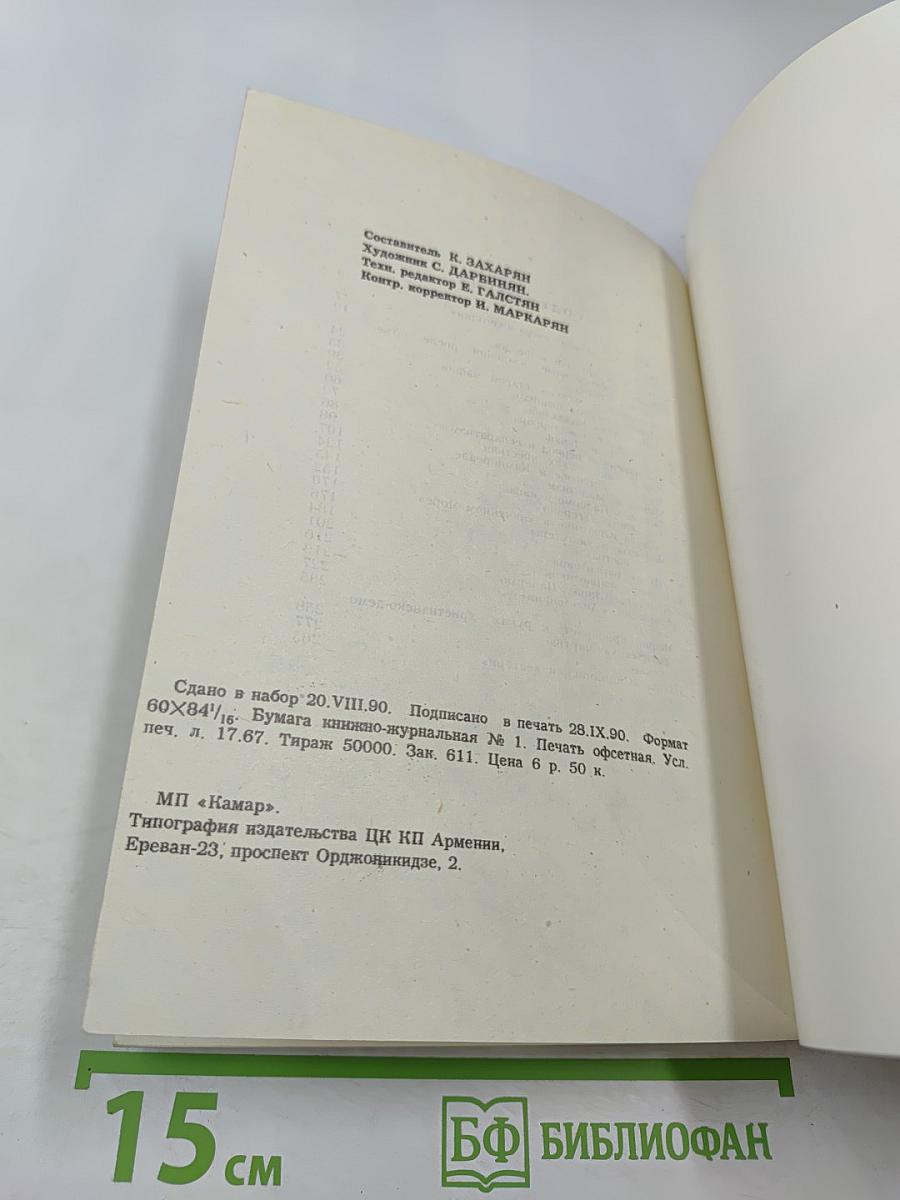 Составитель К. ЗАХАРЯН
Художник С. ДАРБИНЯН.
Техн. редактор Е. ГАЛСТЯН
Контр. корректор И. МАРКАРЯН
Сдано в набор 20.VIII.90. Подписано в печать 28.IX.90. Формат
60X84¹/₁₆. Бумага книжно-журнальная № 1. Печать офсетная. Усл.
печ. л. 17.67. Тираж 50000. Зак. 611. Цена 6 р. 50 к.
МП «Камар».
Типография издательства ЦК КП Армении,
Ереван-23, проспект Орджоникидзе, 2.
15 см
БФ БИБЛИОФАН